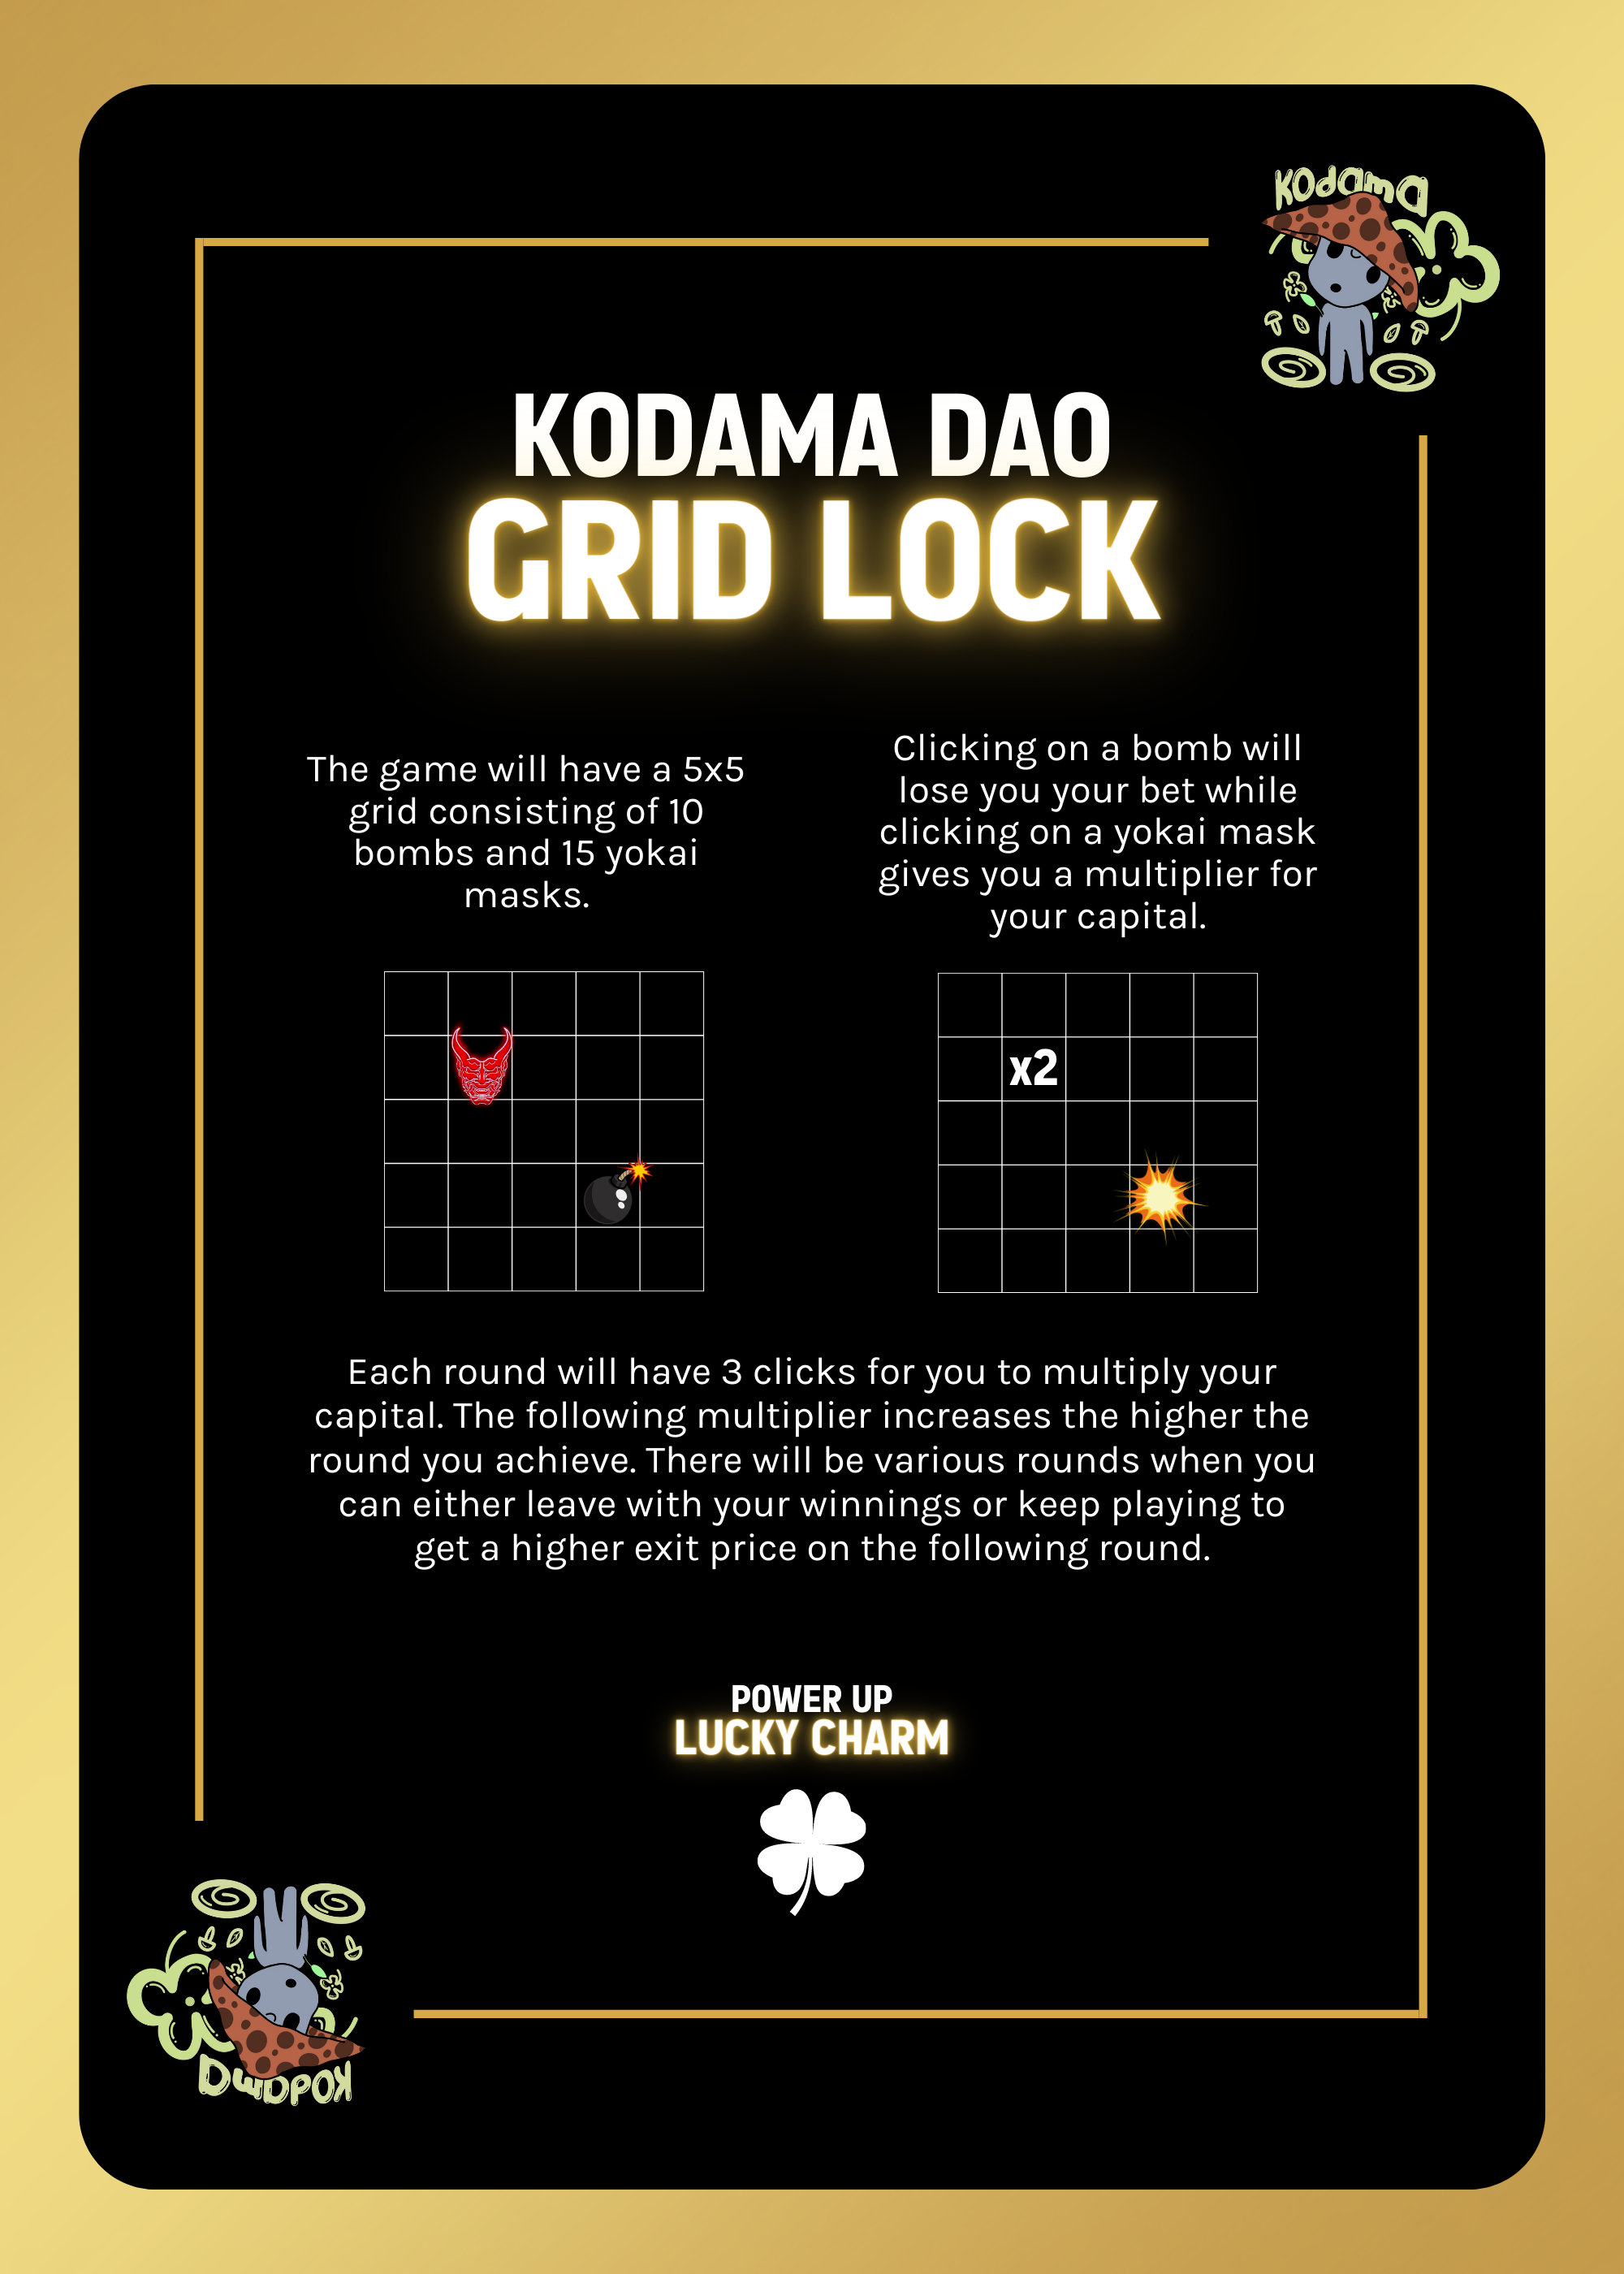 Kodama
KODAMA DAO
GRID LOCK
The game will have a 5x5
grid consisting of 10
bombs and 15 yokai
masks.
Clicking on a bomb will
lose you your bet while
clicking on a yokai mask
gives you a multiplier for
your capital.
x2
Each round will have 3 clicks for you to multiply your
capital. The following multiplier increases the higher the
round you achieve. There will be various rounds when you
can either leave with your winnings or keep playing to
get a higher exit price on the following round.
POWER UP
LUCKY CHARM
Kodama